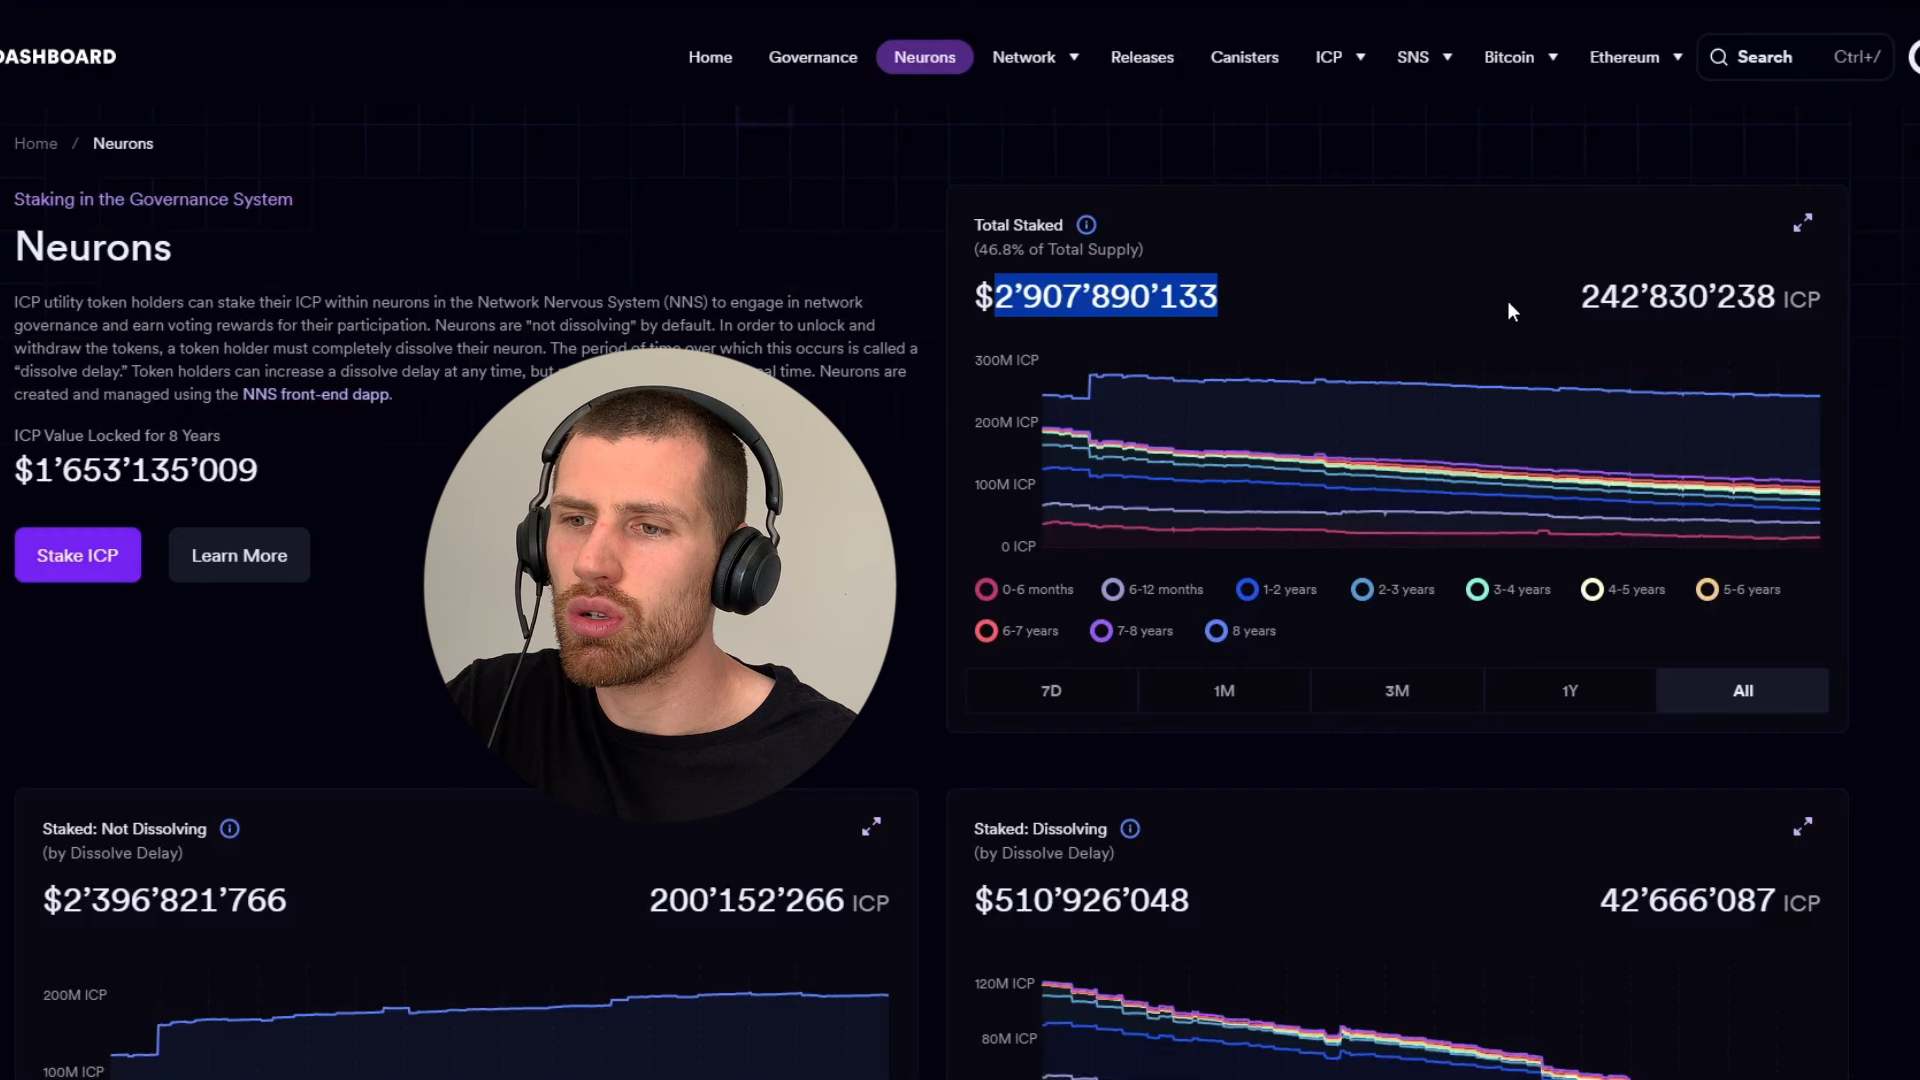 DASHBOARD
Home
Governance
Neurons
Network
Releases
Canisters
ICP
SNS
Bitcoin
Ethereum
Search
Ctrl+/
Home / Neurons
Staking in the Governance System
Neurons
ICP utility token holders can stake their ICP within neurons in the Network Nervous System (NNS) to engage in network
governance and earn voting rewards for their participation. Neurons are "not dissolving" by default. In order to unlock and
withdraw the tokens, a token holder must completely dissolve their neuron. The period of time over which this occurs is called a
“dissolve delay.” Token holders can increase a dissolve delay at any time, but time. Neurons are
created and managed using the NNS front-end dapp.
ICP Value Locked for 8 Years
$1’653’135’009
Stake ICP
Learn More
Total Staked
(46.8% of Total Supply)
$2’907’890’133
242’830’238 ICP
300M ICP
200M ICP
100M ICP
0 ICP
0-6 months
6-12 months
1-2 years
2-3 years
3-4 years
4-5 years
5-6 years
6-7 years
7-8 years
8 years
7D
1M
3M
1Y
All
Staked: Not Dissolving
(by Dissolve Delay)
$2’396’821’766
200’152’266 ICP
200M ICP
100M ICP
Staked: Dissolving
(by Dissolve Delay)
$510’926’048
42’666’087 ICP
120M ICP
80M ICP